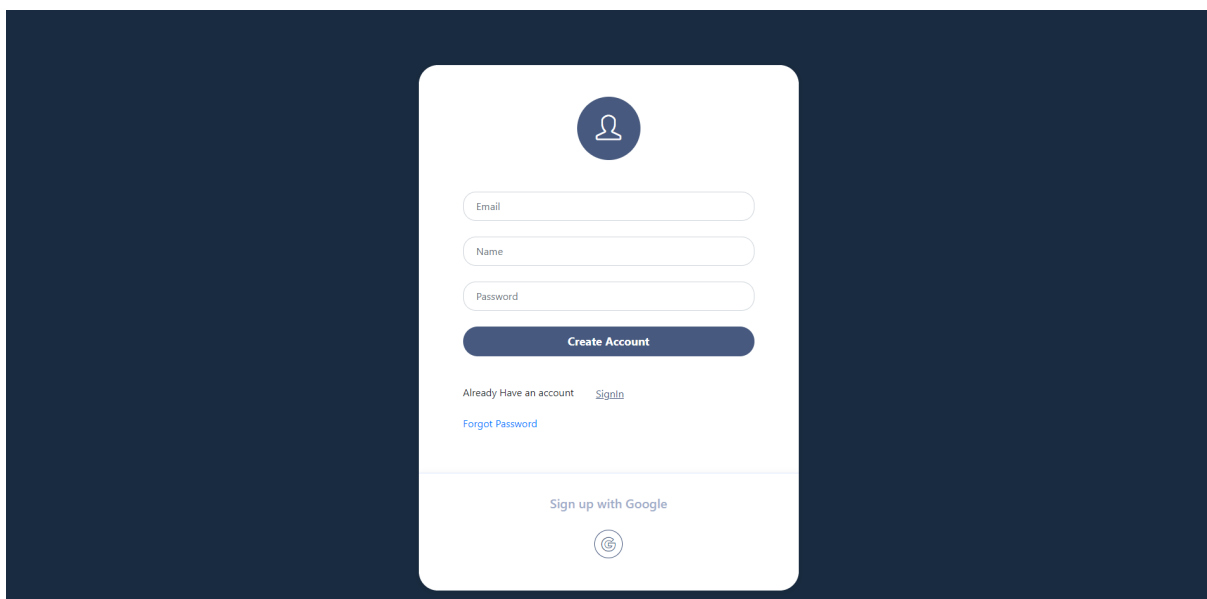 Email
Name
Password
Create Account
Already Have an account SignIn
Forgot Password
Sign up with Google
G